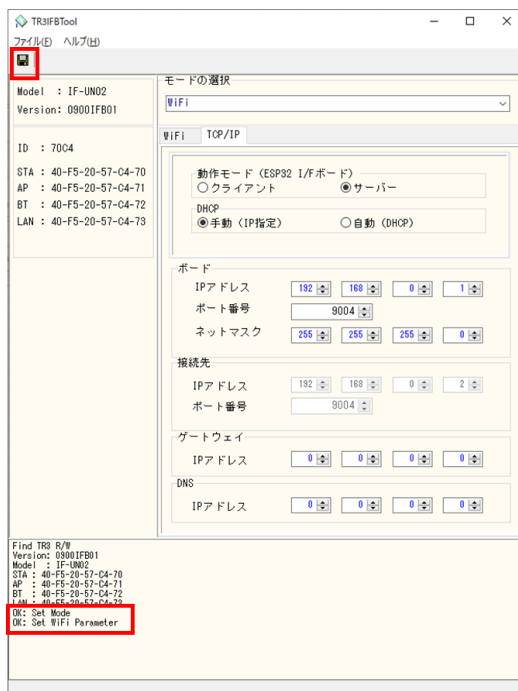 TR3IFBTool
ファイル(F) ヘルプ(H)
Model : IF-UN02
Version: 0900IFB01
ID : 70C4
STA : 40-F5-20-57-C4-70
AP : 40-F5-20-57-C4-71
BT : 40-F5-20-57-C4-72
LAN : 40-F5-20-57-C4-73
モードの選択
WiFi
WiFi TCP/IP
動作モード (ESP32 I/Fボード)
クライアント サーバー
DHCP
手動 (IP指定) 自動 (DHCP)
ボード
IPアドレス 192 168 0 1
ポート番号 9004
ネットマスク 255 255 255 0
接続先
IPアドレス 192 168 0 2
ポート番号 9004
ゲートウェイ
IPアドレス 0 0 0 0
DNS
IPアドレス 0 0 0 0
Find TR3 R/W
Version: 0900IFB01
Model : IF-UN02
STA : 40-F5-20-57-C4-70
AP : 40-F5-20-57-C4-71
BT : 40-F5-20-57-C4-72
LAN : 40-F5-20-57-C4-73
OK: Set Mode
OK: Set WiFi Parameter